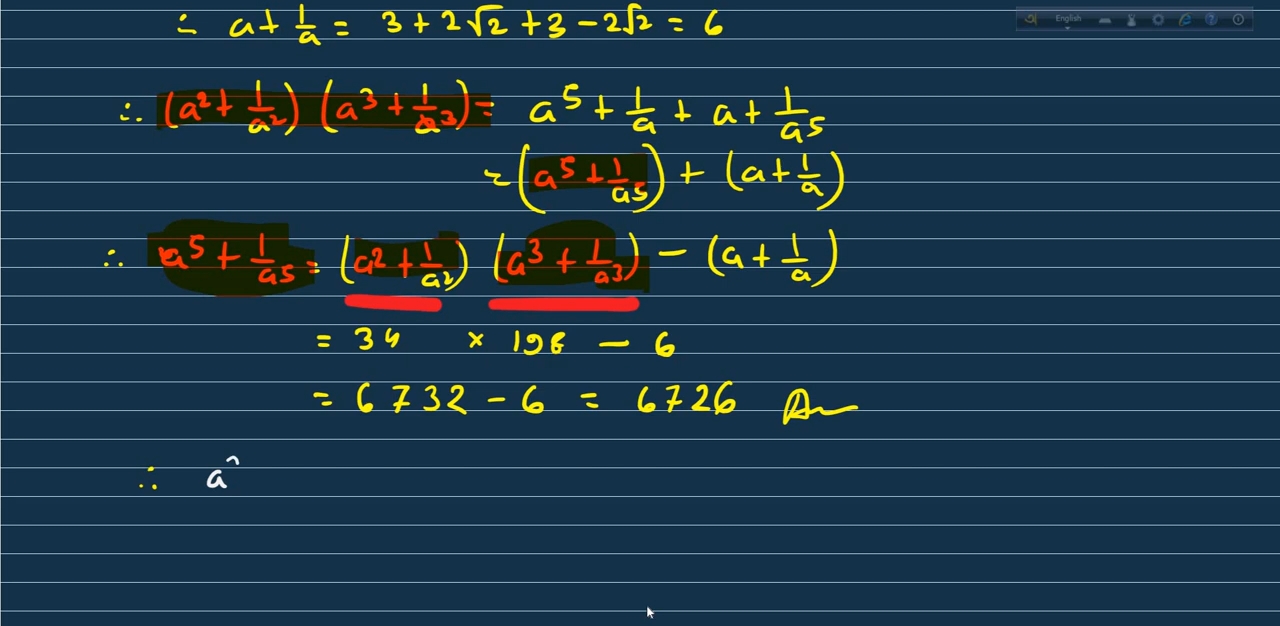 English
∴ a + 1/a = 3 + 2√2 + 3 − 2√2 = 6
∴ (a² + 1/a²) (a³ + 1/a³) = a⁵ + 1/a + a + 1/a⁵
= (a⁵ + 1/a⁵) + (a + 1/a)
∴ a⁵ + 1/a⁵ = (a² + 1/a²) (a³ + 1/a³) − (a + 1/a)
= 34 × 198 − 6
= 6732 − 6 = 6726
∴ a